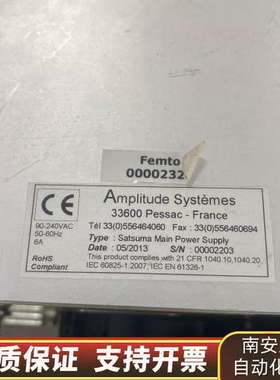 Femto
0000232
Amplitude Systèmes
33600 Pessac - France
Tél 33(0)556464060 Fax : 33(0)556460694
90-240VAC
50-60Hz
6A
Type : Satsuma Main Power Supply
Date : 05/2013 S/N : 00002203
This product complies with 21 CFR 1040.10,1040.20
IEC 60825-1 :2007, IEC EN 61326-1
RoHS
Compliant
质保证 支持开票
南安
自动化